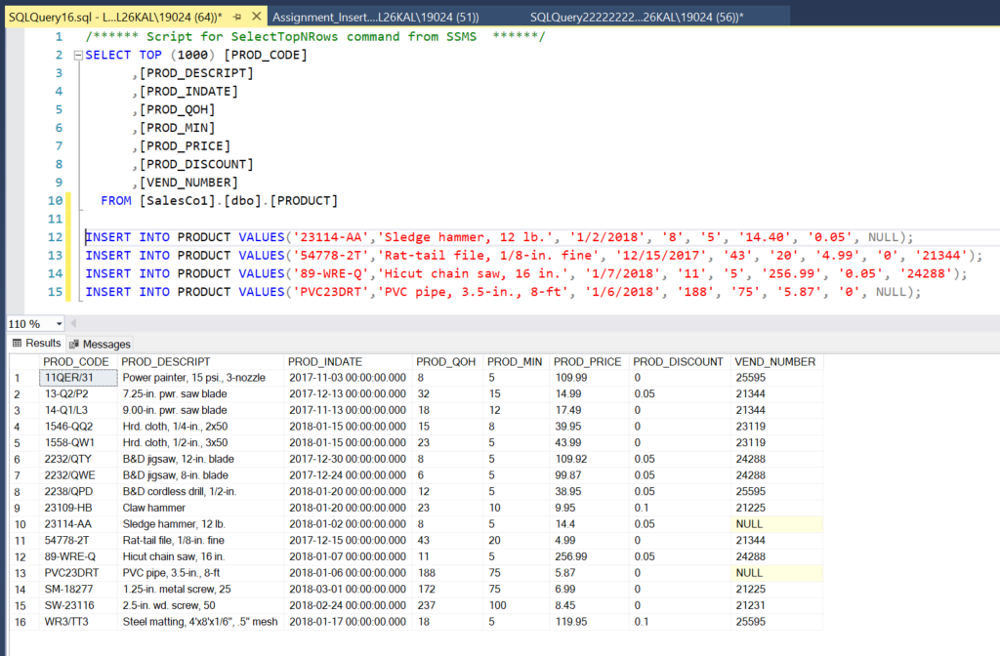 SQLQuery16.sql - L...L26KAL\19024 (64))* Assignment_Insert....L26KAL\19024 (51)) SQLQuery22222222...26KAL\19024 (56))*
1 /****** Script for SelectTopNRows command from SSMS ******/
2 SELECT TOP (1000) [PROD_CODE]
3 ,[PROD_DESCRIPT]
4 ,[PROD_INDATE]
5 ,[PROD_QOH]
6 ,[PROD_MIN]
7 ,[PROD_PRICE]
8 ,[PROD_DISCOUNT]
9 ,[VEND_NUMBER]
10 FROM [SalesCo1].[dbo].[PRODUCT]
11
12 INSERT INTO PRODUCT VALUES('23114-AA','Sledge hammer, 12 lb.', '1/2/2018', '8', '5', '14.40', '0.05', NULL);
13 INSERT INTO PRODUCT VALUES('54778-2T','Rat-tail file, 1/8-in. fine', '12/15/2017', '43', '20', '4.99', '0', '21344');
14 INSERT INTO PRODUCT VALUES('89-WRE-Q','Hicut chain saw, 16 in.', '1/7/2018', '11', '5', '256.99', '0.05', '24288');
15 INSERT INTO PRODUCT VALUES('PVC23DRT','PVC pipe, 3.5-in., 8-ft', '1/6/2018', '188', '75', '5.87', '0', NULL);
110 %
Results Messages
PROD_CODE PROD_DESCRIPT PROD_INDATE PROD_QOH PROD_MIN PROD_PRICE PROD_DISCOUNT VEND_NUMBER
1 11QER/31 Power painter, 15 psi., 3-nozzle 2017-11-03 00:00:00.000 8 5 109.99 0 25595
2 13-Q2/P2 7.25-in. pwr. saw blade 2017-12-13 00:00:00.000 32 15 14.99 0.05 21344
3 14-Q1/L3 9.00-in. pwr. saw blade 2017-11-13 00:00:00.000 18 12 17.49 0 21344
4 1546-QQ2 Hrd. cloth, 1/4-in., 2x50 2018-01-15 00:00:00.000 15 8 39.95 0 23119
5 1558-QW1 Hrd. cloth, 1/2-in., 3x50 2018-01-15 00:00:00.000 23 5 43.99 0 23119
6 2232/QTY B&D jigsaw, 12-in. blade 2017-12-30 00:00:00.000 8 5 109.92 0.05 24288
7 2232/QWE B&D jigsaw, 8-in. blade 2017-12-24 00:00:00.000 6 5 99.87 0.05 24288
8 2238/QPD B&D cordless drill, 1/2-in. 2018-01-20 00:00:00.000 12 5 38.95 0.05 25595
9 23109-HB Claw hammer 2018-01-20 00:00:00.000 23 10 9.95 0.1 21225
10 23114-AA Sledge hammer, 12 lb. 2018-01-02 00:00:00.000 8 5 14.4 0.05 NULL
11 54778-2T Rat-tail file, 1/8-in. fine 2017-12-15 00:00:00.000 43 20 4.99 0 21344
12 89-WRE-Q Hicut chain saw, 16 in. 2018-01-07 00:00:00.000 11 5 256.99 0.05 24288
13 PVC23DRT PVC pipe, 3.5-in., 8-ft 2018-01-06 00:00:00.000 188 75 5.87 0 NULL
14 SM-18277 1.25-in. metal screw, 25 2018-03-01 00:00:00.000 172 75 6.99 0 21225
15 SW-23116 2.5-in. wd. screw, 50 2018-02-24 00:00:00.000 237 100 8.45 0 21231
16 WR3/TT3 Steel matting, 4'x8'x1/6", .5" mesh 2018-01-17 00:00:00.000 18 5 119.95 0.1 25595